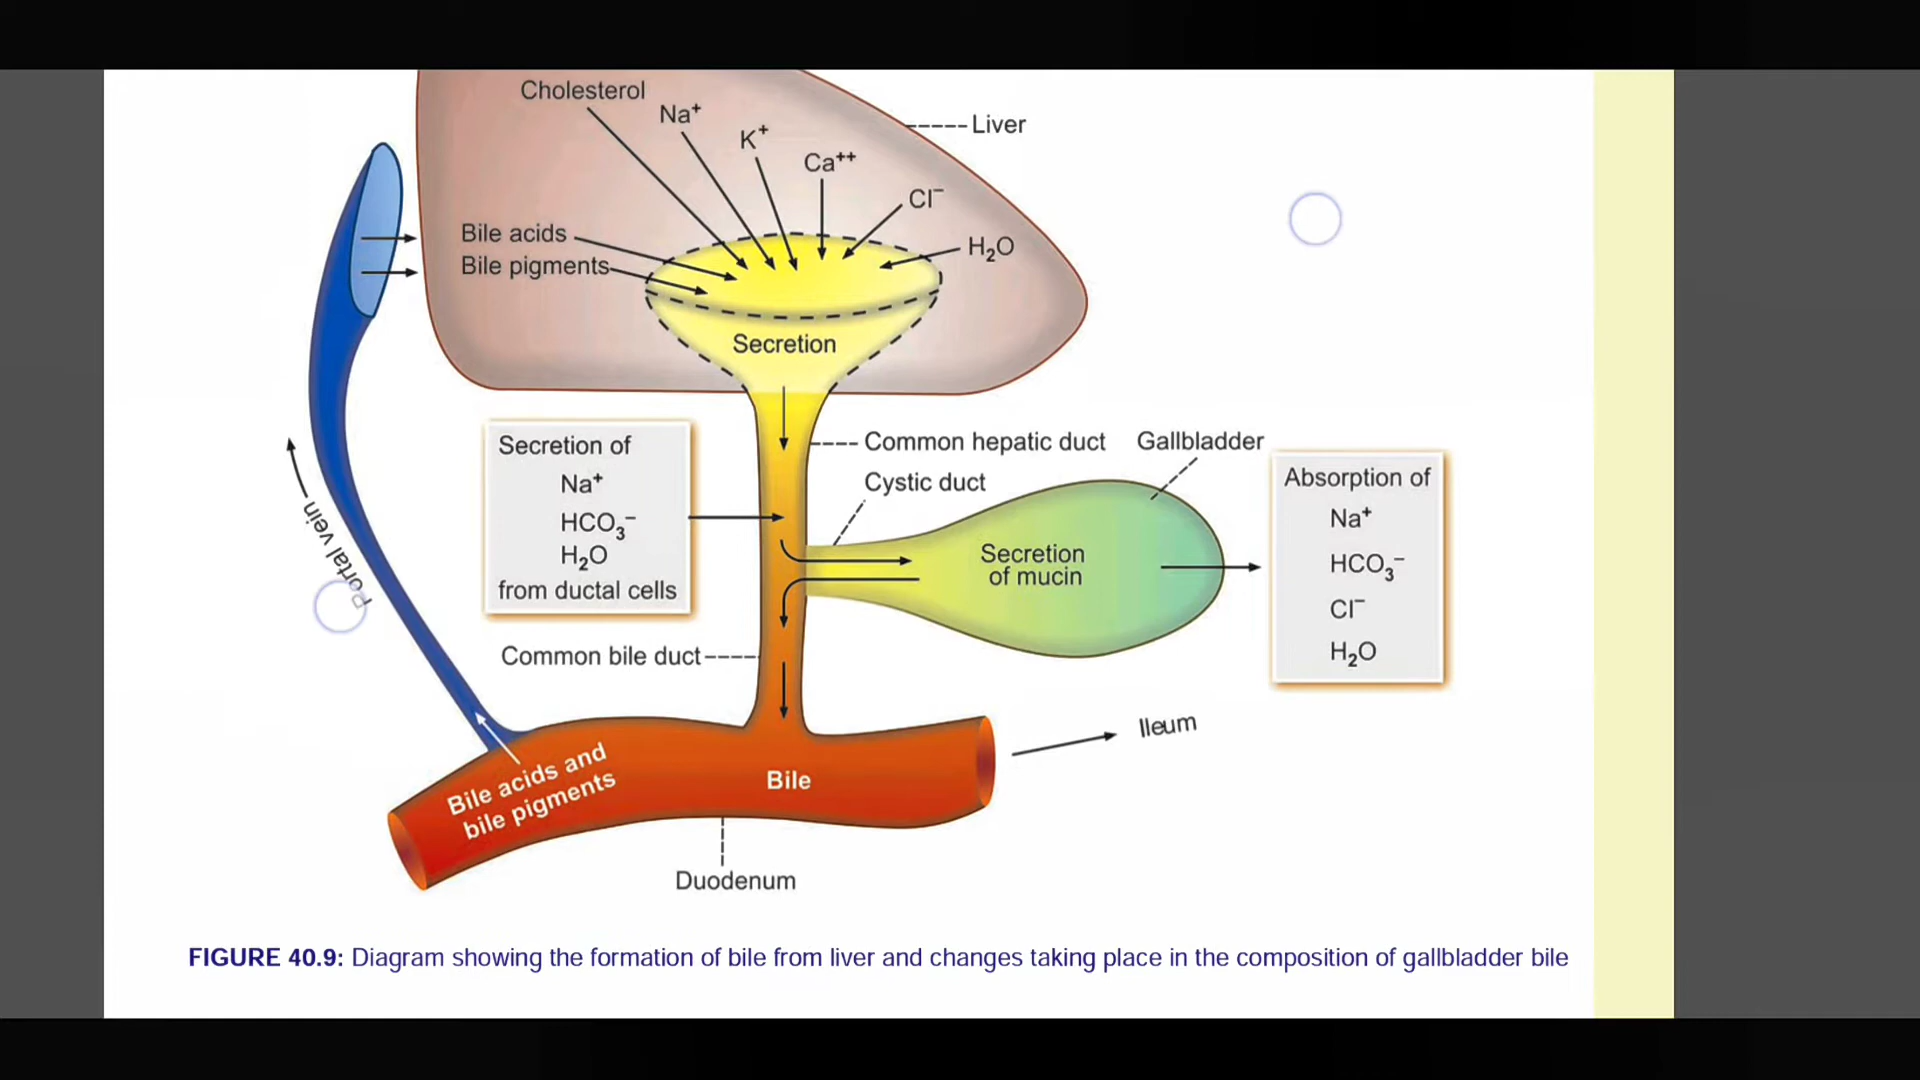 Cholesterol
Na⁺
K⁺
Ca⁺⁺
Cl⁻
H₂O
Liver
Bile acids
Bile pigments
Secretion
Secretion of
Na⁺
HCO₃⁻
H₂O
from ductal cells
Common hepatic duct
Cystic duct
Gallbladder
Secretion
of mucin
Absorption of
Na⁺
HCO₃⁻
Cl⁻
H₂O
Portal vein
Common bile duct
Ileum
Bile acids and
bile pigments
Bile
Duodenum
FIGURE 40.9: Diagram showing the formation of bile from liver and changes taking place in the composition of gallbladder bile